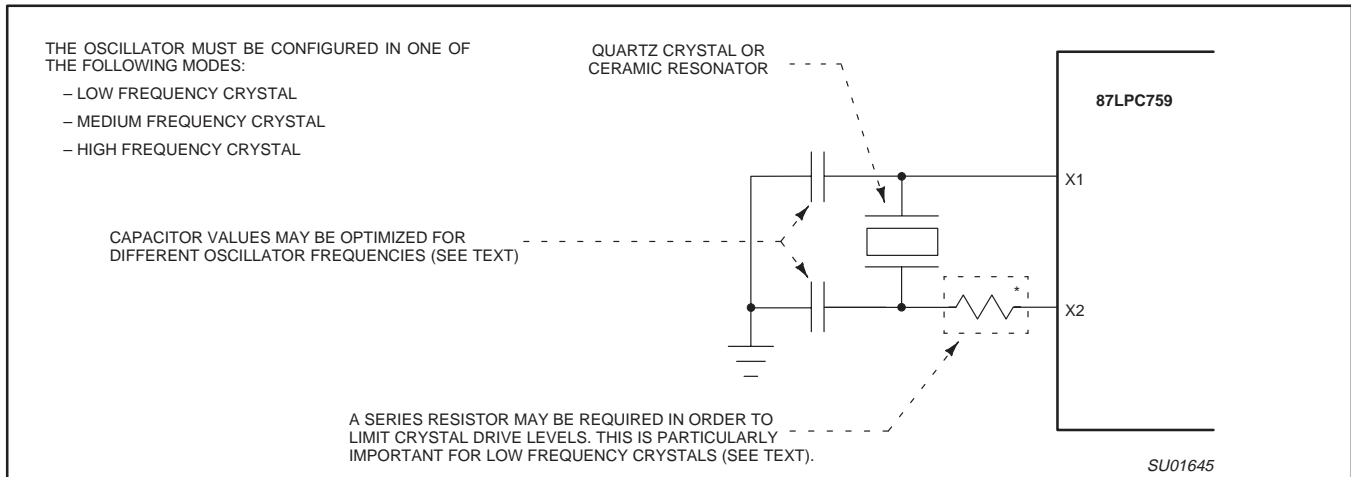 THE OSCILLATOR MUST BE CONFIGURED IN ONE OF
THE FOLLOWING MODES:
– LOW FREQUENCY CRYSTAL
– MEDIUM FREQUENCY CRYSTAL
– HIGH FREQUENCY CRYSTAL
QUARTZ CRYSTAL OR
CERAMIC RESONATOR
87LPC759
X1
CAPACITOR VALUES MAY BE OPTIMIZED FOR
DIFFERENT OSCILLATOR FREQUENCIES (SEE TEXT)
*
X2
A SERIES RESISTOR MAY BE REQUIRED IN ORDER TO
LIMIT CRYSTAL DRIVE LEVELS. THIS IS PARTICULARLY
IMPORTANT FOR LOW FREQUENCY CRYSTALS (SEE TEXT).
SU01645